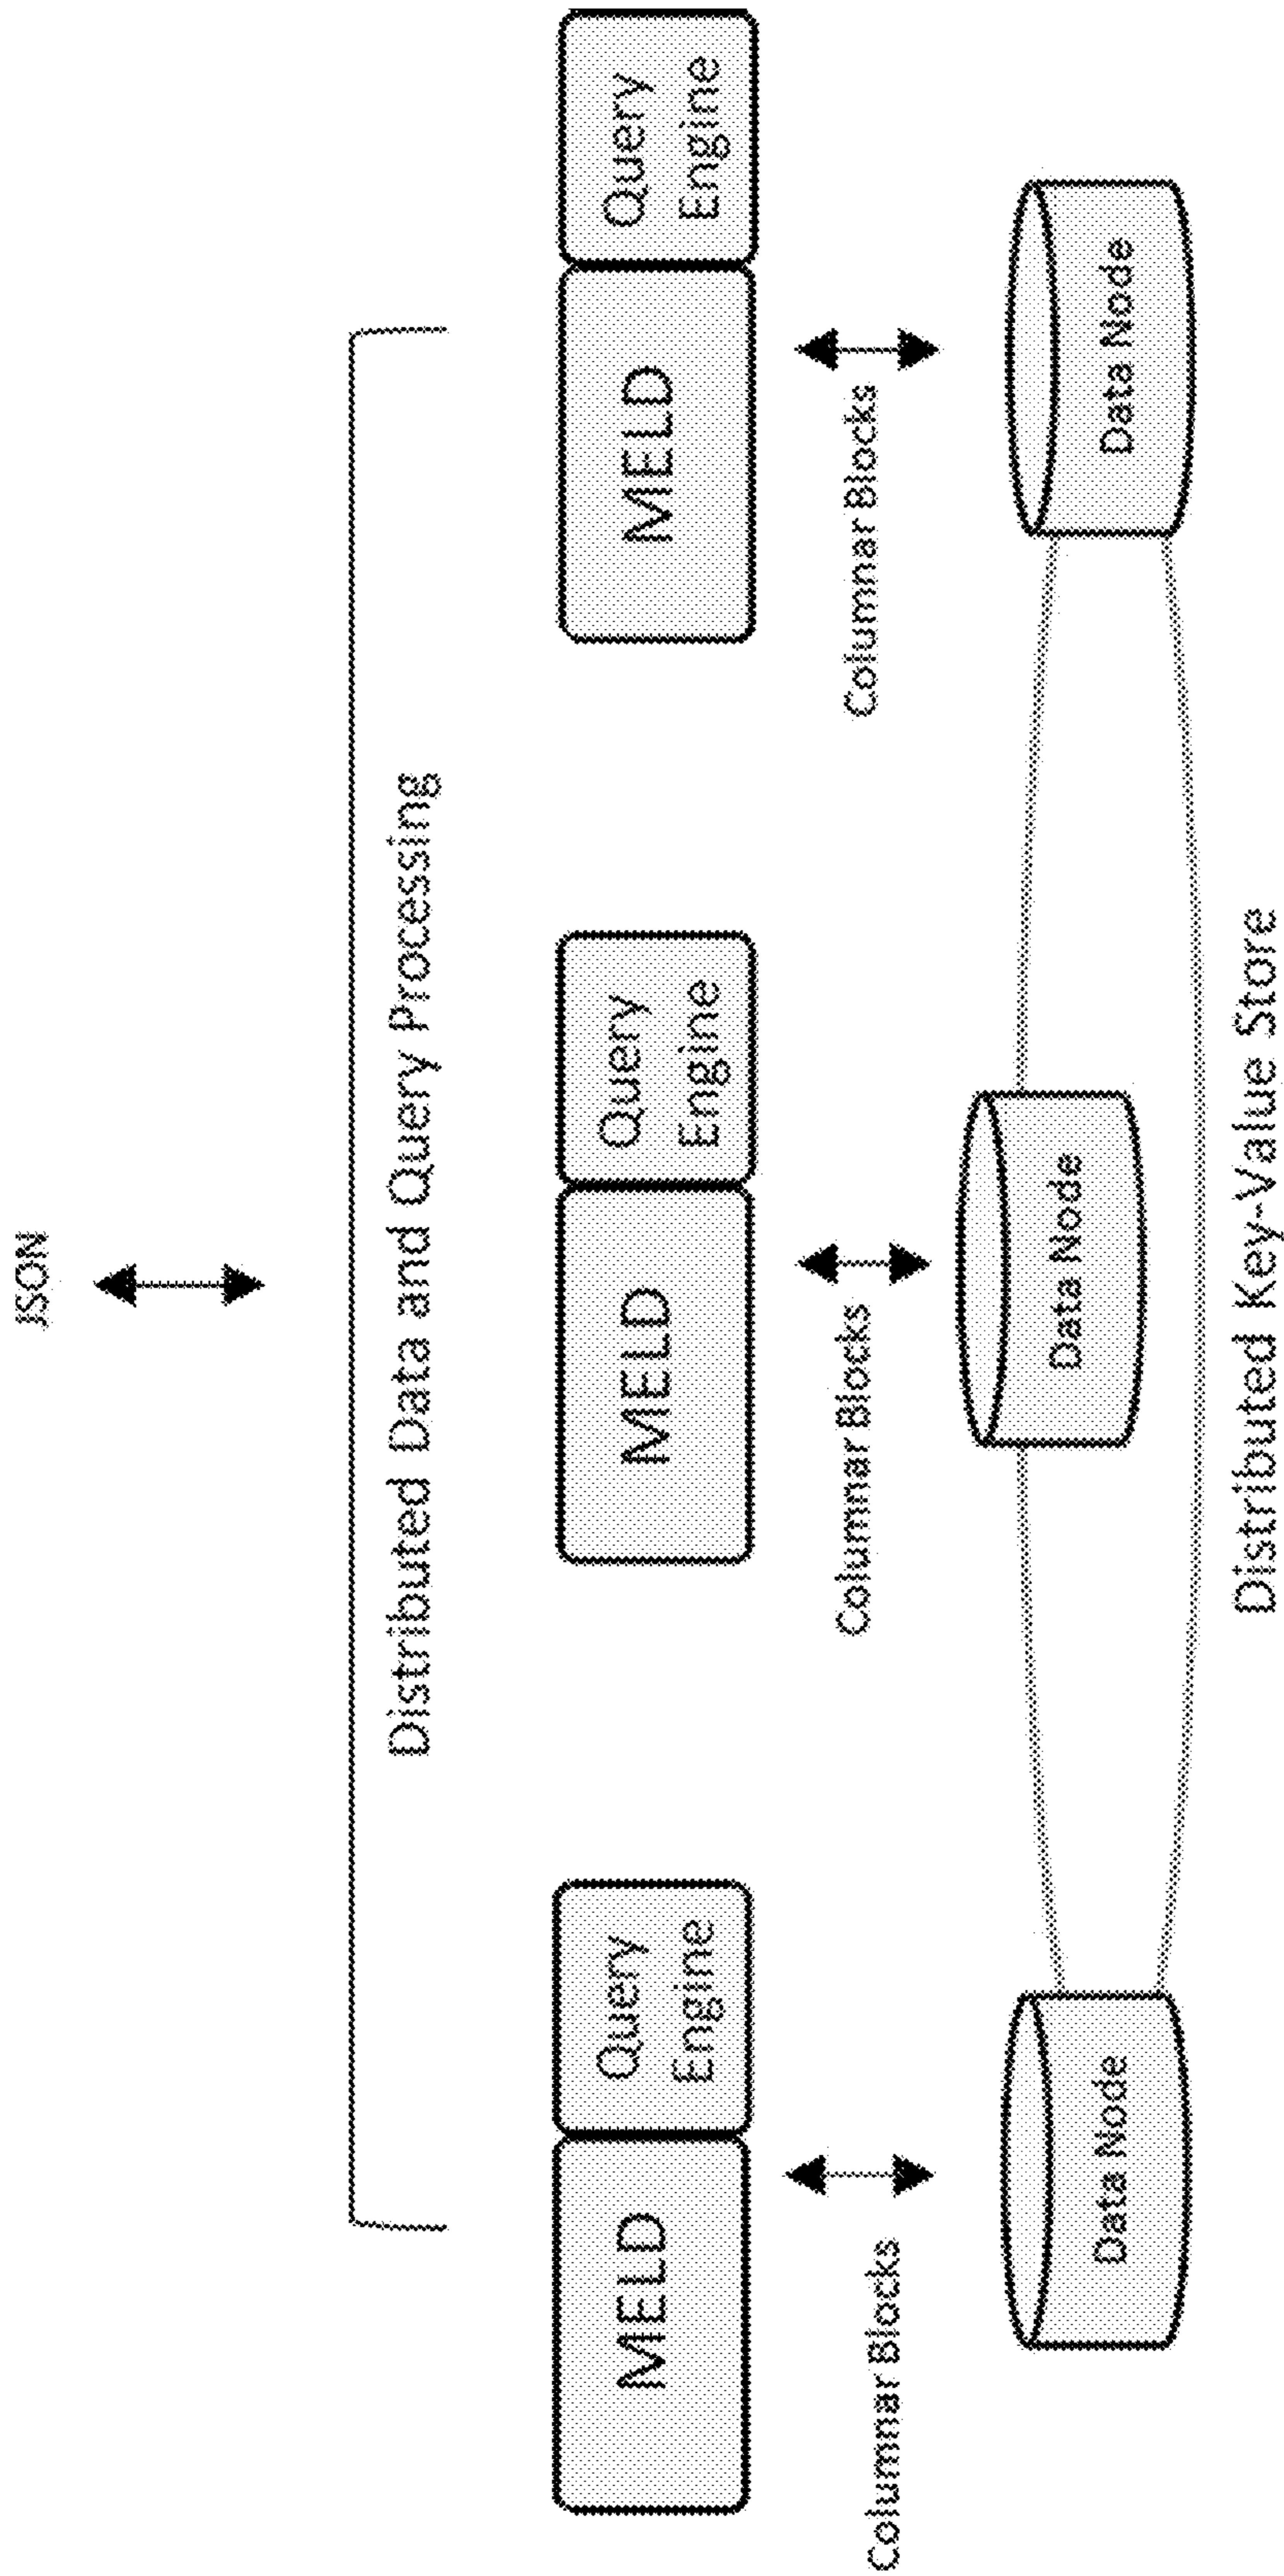 JSON
Distributed Data and Query Processing
MELD
Query
Engine
MELD
Query
Engine
MELD
Query
Engine
Columnar Blocks
Columnar Blocks
Columnar Blocks
Data Node
Data Node
Data Node
Distributed Key-Value Store